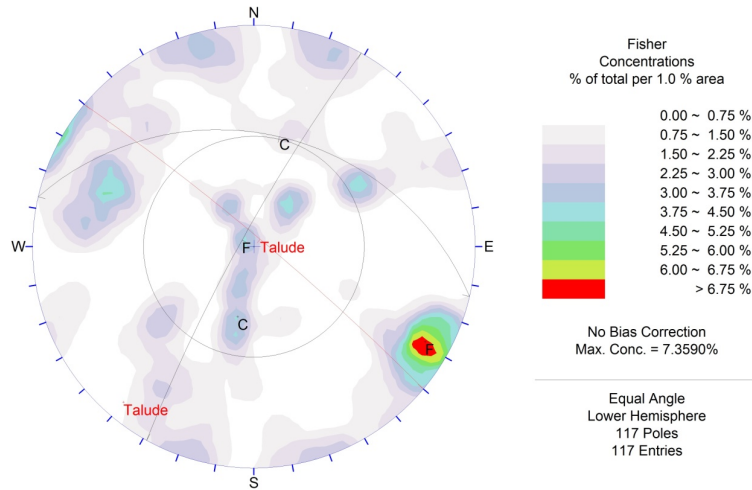 N
W
E
S
C
F
Talude
C
F
Talude
Fisher
Concentrations
% of total per 1.0 % area
0.00 ~ 0.75 %
0.75 ~ 1.50 %
1.50 ~ 2.25 %
2.25 ~ 3.00 %
3.00 ~ 3.75 %
3.75 ~ 4.50 %
4.50 ~ 5.25 %
5.25 ~ 6.00 %
6.00 ~ 6.75 %
> 6.75 %
No Bias Correction
Max. Conc. = 7.3590%
Equal Angle
Lower Hemisphere
117 Poles
117 Entries